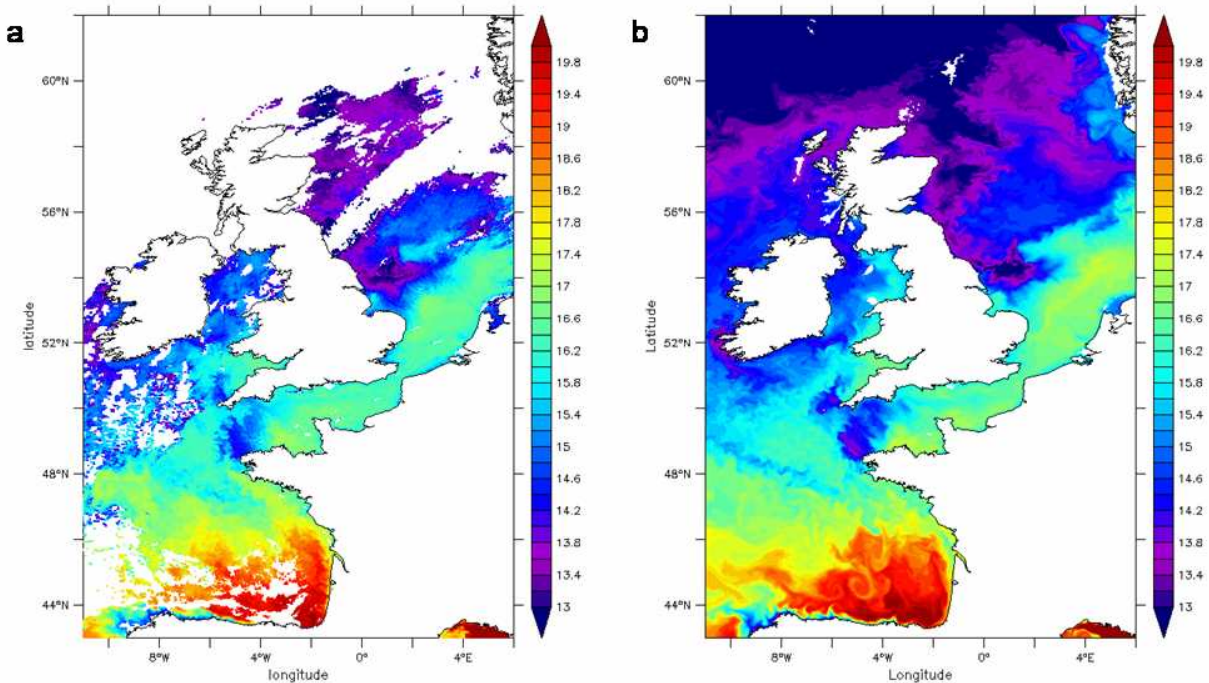 a
60°N
56°N
52°N
48°N
44°N
latitude
8°W
4°W
0°
4°E
longitude
19.8
19.4
19
18.6
18.2
17.8
17.4
17
16.6
16.2
15.8
15.4
15
14.6
14.2
13.8
13.4
13
b
60°N
56°N
52°N
48°N
44°N
Latitude
8°W
4°W
0°
4°E
Longitude
19.8
19.4
19
18.6
18.2
17.8
17.4
17
16.6
16.2
15.8
15.4
15
14.6
14.2
13.8
13.4
13